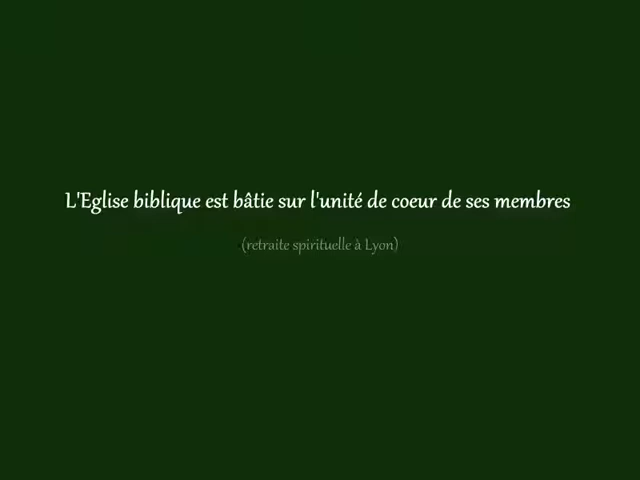 L'Eglise biblique est bâtie sur l'unité de coeur de ses membres
(retraite spirituelle à Lyon)